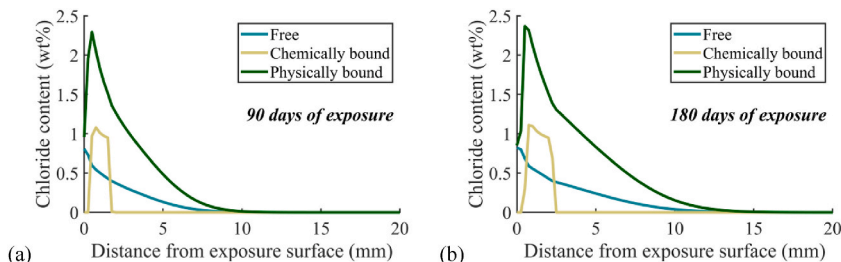 2.5
2
1.5
1
0.5
0
Chloride content (wt%)
Free
Chemically bound
Physically bound
90 days of exposure
0 5 10 15 20
Distance from exposure surface (mm)
(a)
2.5
2
1.5
1
0.5
0
Chloride content (wt%)
Free
Chemically bound
Physically bound
180 days of exposure
0 5 10 15 20
Distance from exposure surface (mm)
(b)